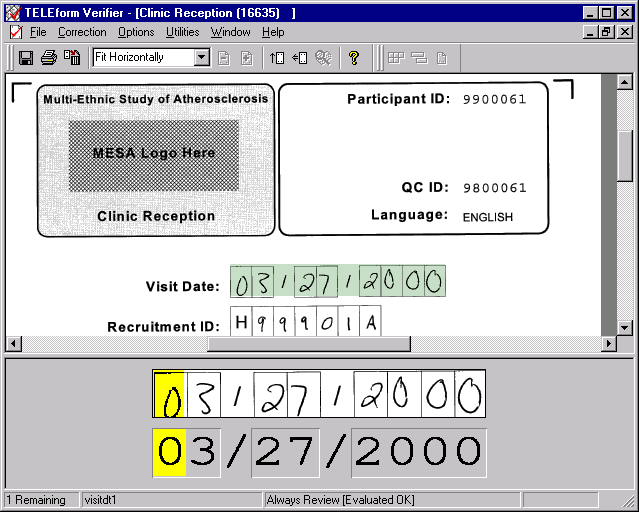 TELEform Verifier - [Clinic Reception (16635)   ]
File Correction Options Utilities Window Help
Fit Horizontally
Multi-Ethnic Study of Atherosclerosis
MESA Logo Here
Clinic Reception
Participant ID: 9900061
QC ID: 9800061
Language: ENGLISH
Visit Date: 03/27/2000
Recruitment ID: H99901A
03/27/2000
03/27/2000
1 Remaining visitdt1 Always Review [Evaluated OK]